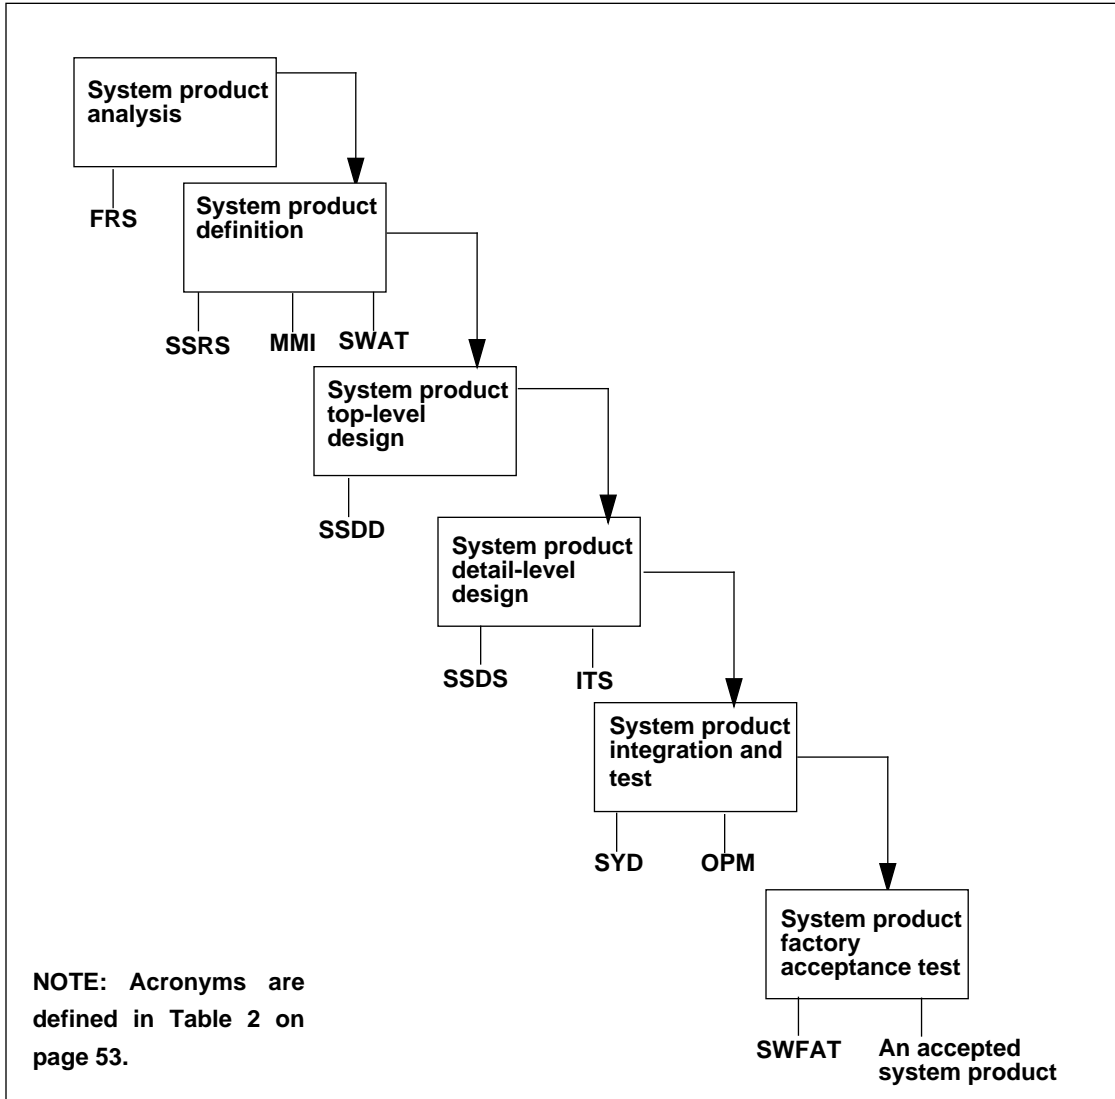 System product
analysis
FRS
System product
definition
SSRS
MMI
SWAT
System product
top-level
design
SSDD
System product
detail-level
design
SSDS
ITS
System product
integration and
test
SYD
OPM
System product
factory
acceptance test
SWFAT
An accepted
system product
NOTE: Acronyms are
defined in Table 2 on
page 53.